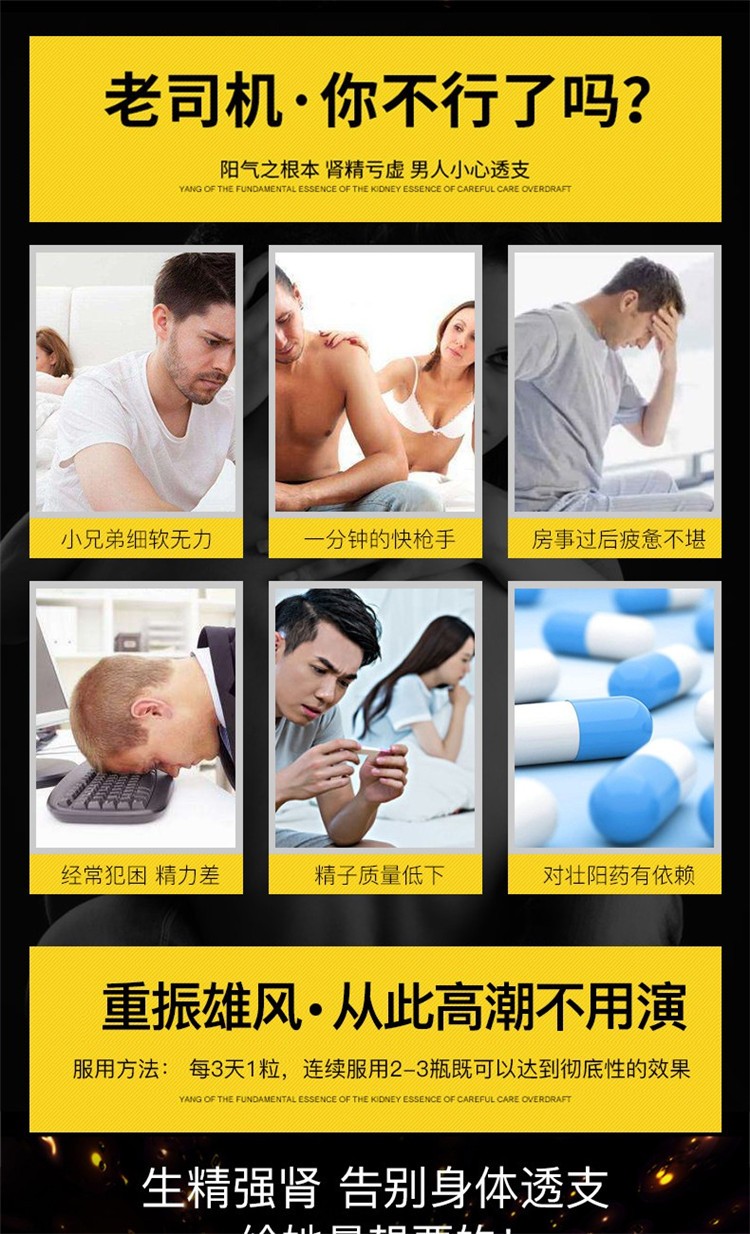 老司机·你不行了吗？
阳气之根本 肾精亏虚 男人小心透支
YANG OF THE FUNDAMENTAL ESSENCE OF THE KIDNEY ESSENCE OF CAREFUL CARE OVERDRAFT
小兄弟细软无力
一分钟的快枪手
房事过后疲惫不堪
经常犯困 精力差
精子质量低下
对壮阳药有依赖
重振雄风·从此高潮不用演
服用方法： 每3天1粒，连续服用2-3瓶既可以达到彻底性的效果
YANG OF THE FUNDAMENTAL ESSENCE OF THE KIDNEY ESSENCE OF CAREFUL CARE OVERDRAFT
生精强肾 告别身体透支